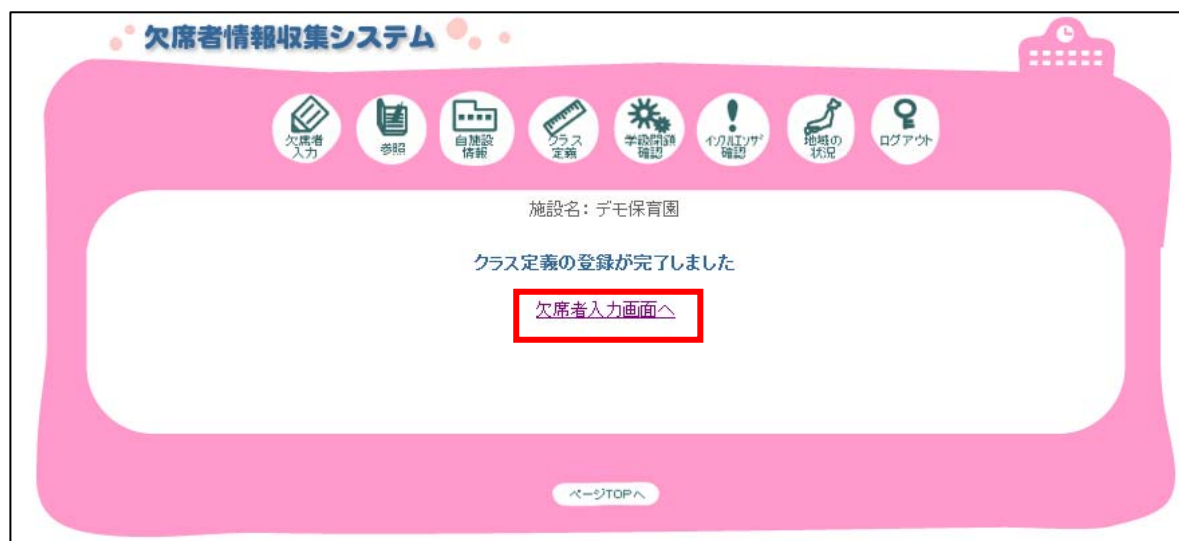 欠席者情報収集システム
欠席者
入力
参照
自施設
情報
クラス
定義
学級閉鎖
確認
インフルエンザ
確認
地域の
状況
ログアウト
施設名：デモ保育園
クラス定義の登録が完了しました
欠席者入力画面へ
ページTOPへ